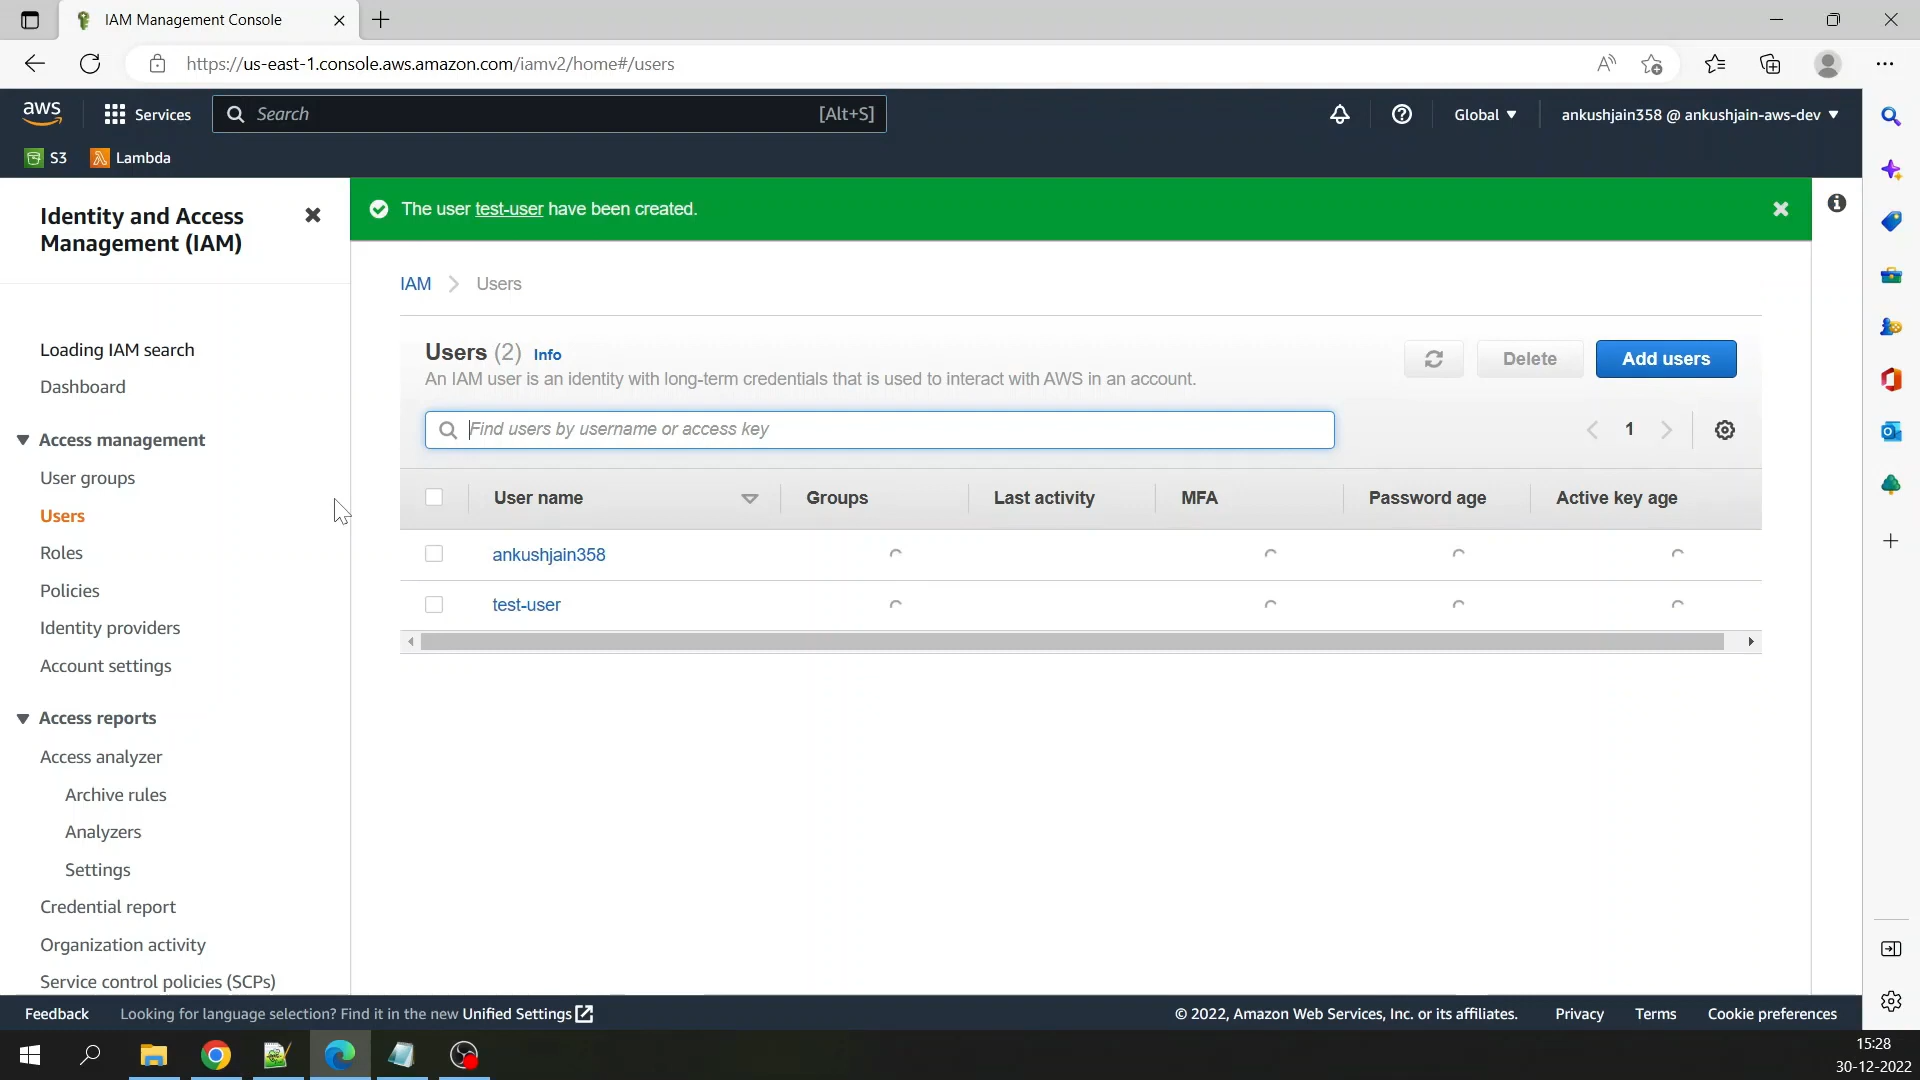 IAM Management Console
https://us-east-1.console.aws.amazon.com/iamv2/home#/users
aws
Services
Search
[Alt+S]
Global
ankushjain358 @ ankushjain-aws-dev
S3
Lambda
Identity and Access
Management (IAM)
Loading IAM search
Dashboard
Access management
User groups
Users
Roles
Policies
Identity providers
Account settings
Access reports
Access analyzer
Archive rules
Analyzers
Settings
Credential report
Organization activity
Service control policies (SCPs)
The user test-user have been created.
IAM
Users
Users (2) Info
An IAM user is an identity with long-term credentials that is used to interact with AWS in an account.
Delete
Add users
Find users by username or access key
1
User name
Groups
Last activity
MFA
Password age
Active key age
ankushjain358
test-user
Feedback
Looking for language selection? Find it in the new Unified Settings
© 2022, Amazon Web Services, Inc. or its affiliates.
Privacy
Terms
Cookie preferences
15:28
30-12-2022